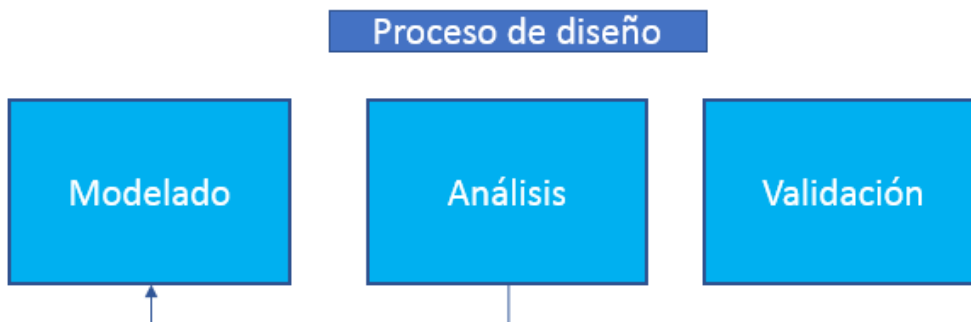 Proceso de diseño
Modelado
Análisis
Validación